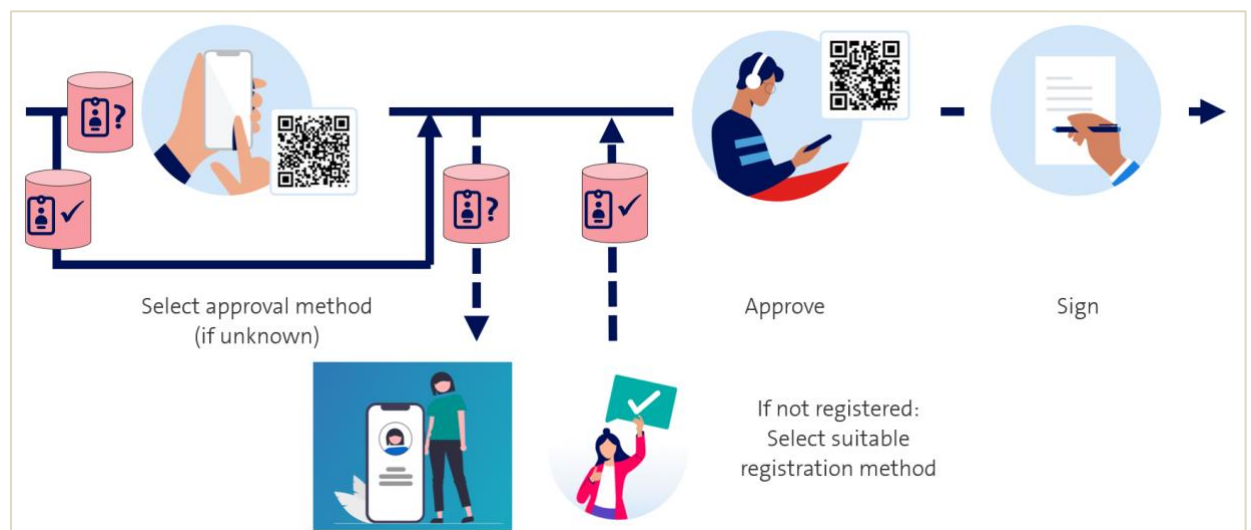 ?
Select approval method
(if unknown)
?
Approve
Sign
If not registered:
Select suitable
registration method